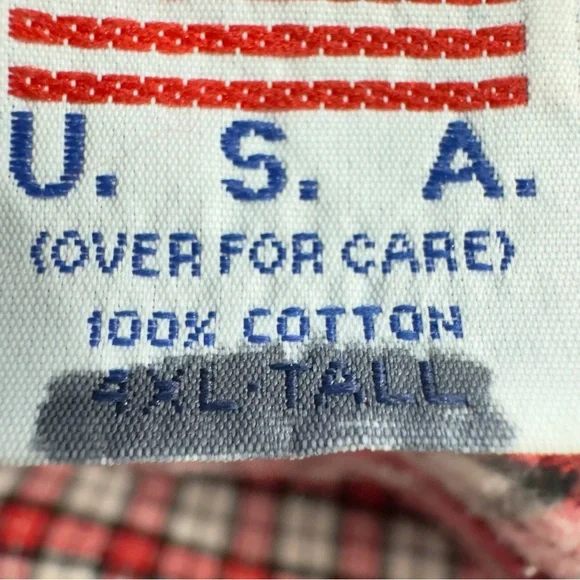 U. S. A.
(OVER FOR CARE)
100% COTTON
4XL·TALL